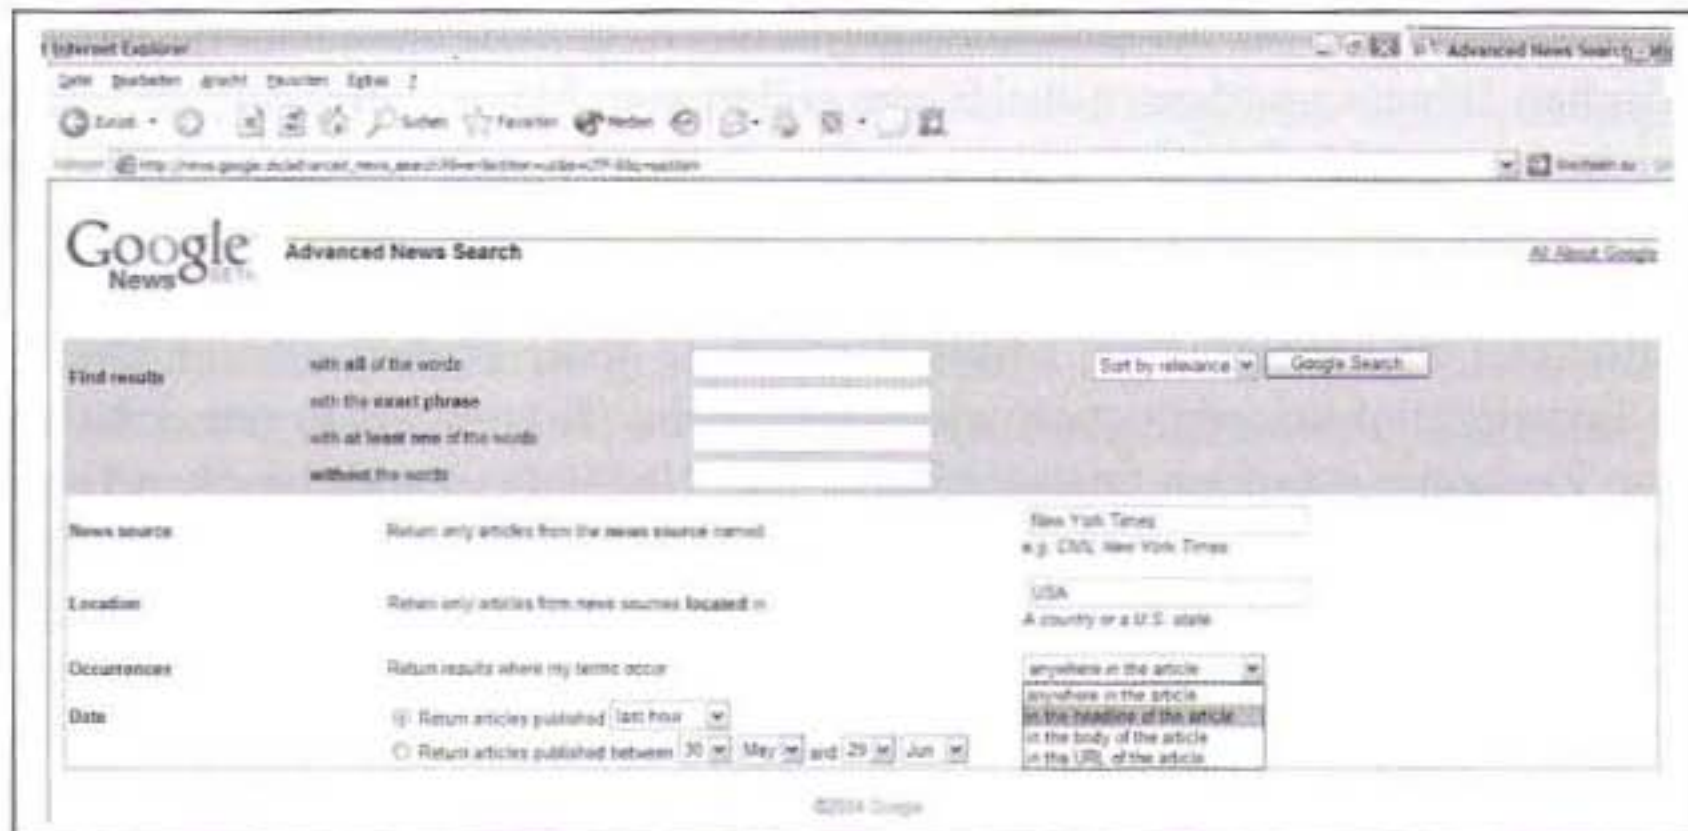 Internet Explorer
Advanced News Search - Mi
Datei Bearbeiten Ansicht Favoriten Extras ?
Zurück Suchen Favoriten Medien
Wechseln zu
Google News BETA
Advanced News Search
All About Google
Find results
with all of the words
Sort by relevance
Google Search
with the exact phrase
with at least one of the words
without the words
News source
Return only articles from the news source named
New York Times
e.g. CNN, New York Times
Location
Return only articles from news sources located in
USA
A country or a U.S. state
Occurrences
Return results where my terms occur
anywhere in the article
anywhere in the article
in the headline of the article
in the body of the article
in the URL of the article
Date
Return articles published last hour
Return articles published between 30 May and 29 Jun
©2004 Google